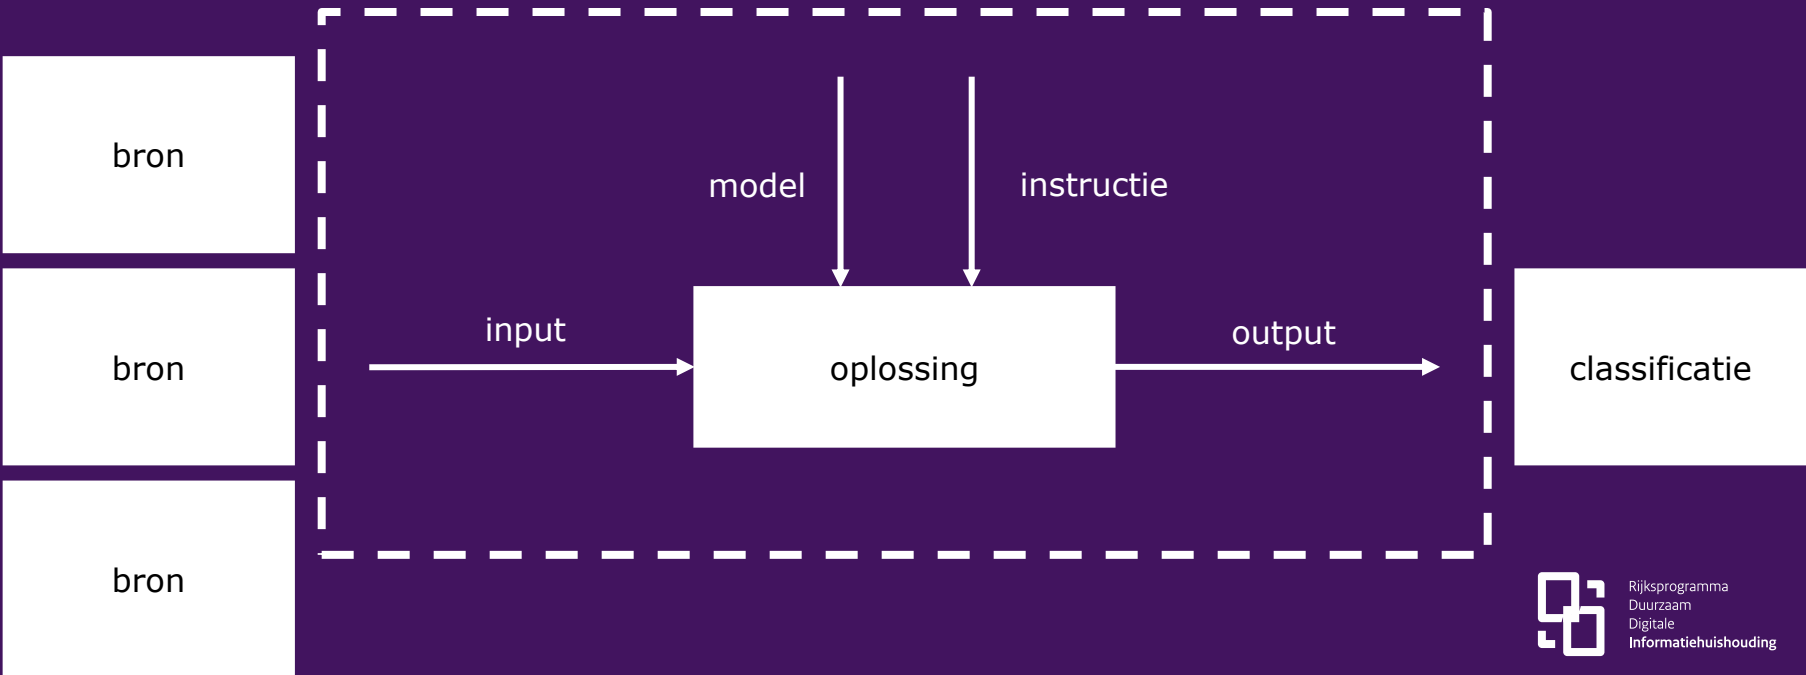 bron
model
instructie
input
output
bron
oplossing
classificatie
bron
Rijksprogramma
Duurzaam
Digitale
Informatiehuishouding